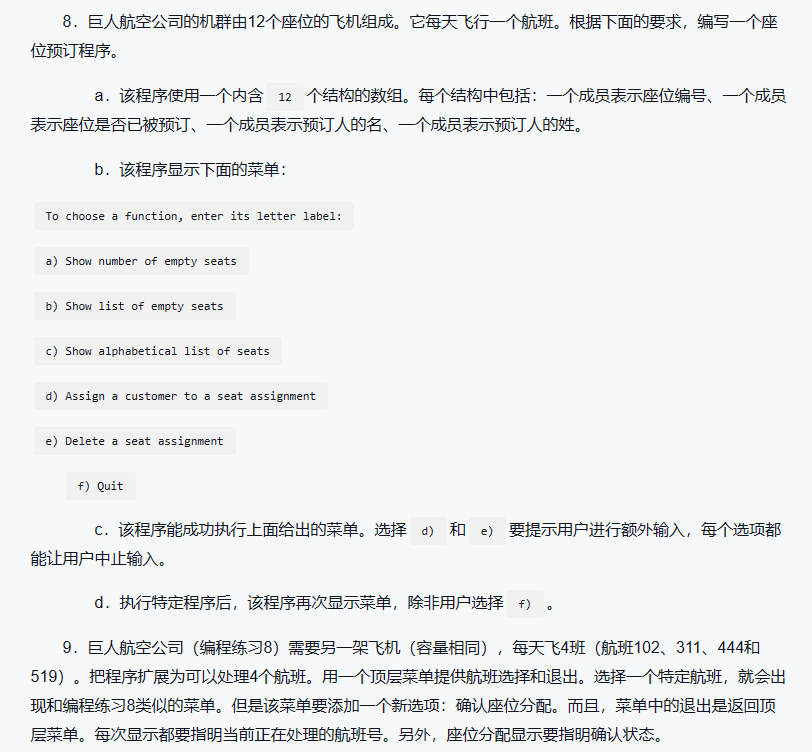 8．巨人航空公司的机群由12个座位的飞机组成。它每天飞行一个航班。根据下面的要求，编写一个座
位预订程序。
a．该程序使用一个内含 12 个结构的数组。每个结构中包括：一个成员表示座位编号、一个成员
表示座位是否已被预订、一个成员表示预订人的名、一个成员表示预订人的姓。
b．该程序显示下面的菜单：
To choose a function, enter its letter label:
a) Show number of empty seats
b) Show list of empty seats
c) Show alphabetical list of seats
d) Assign a customer to a seat assignment
e) Delete a seat assignment
f) Quit
c．该程序能成功执行上面给出的菜单。选择 d) 和 e) 要提示用户进行额外输入，每个选项都
能让用户中止输入。
d．执行特定程序后，该程序再次显示菜单，除非用户选择 f) 。
9．巨人航空公司（编程练习8）需要另一架飞机（容量相同），每天飞4班（航班102、311、444和
519）。把程序扩展为可以处理4个航班。用一个顶层菜单提供航班选择和退出。选择一个特定航班，就会出
现和编程练习8类似的菜单。但是该菜单要添加一个新选项：确认座位分配。而且，菜单中的退出是返回顶
层菜单。每次显示都要指明当前正在处理的航班号。另外，座位分配显示要指明确认状态。